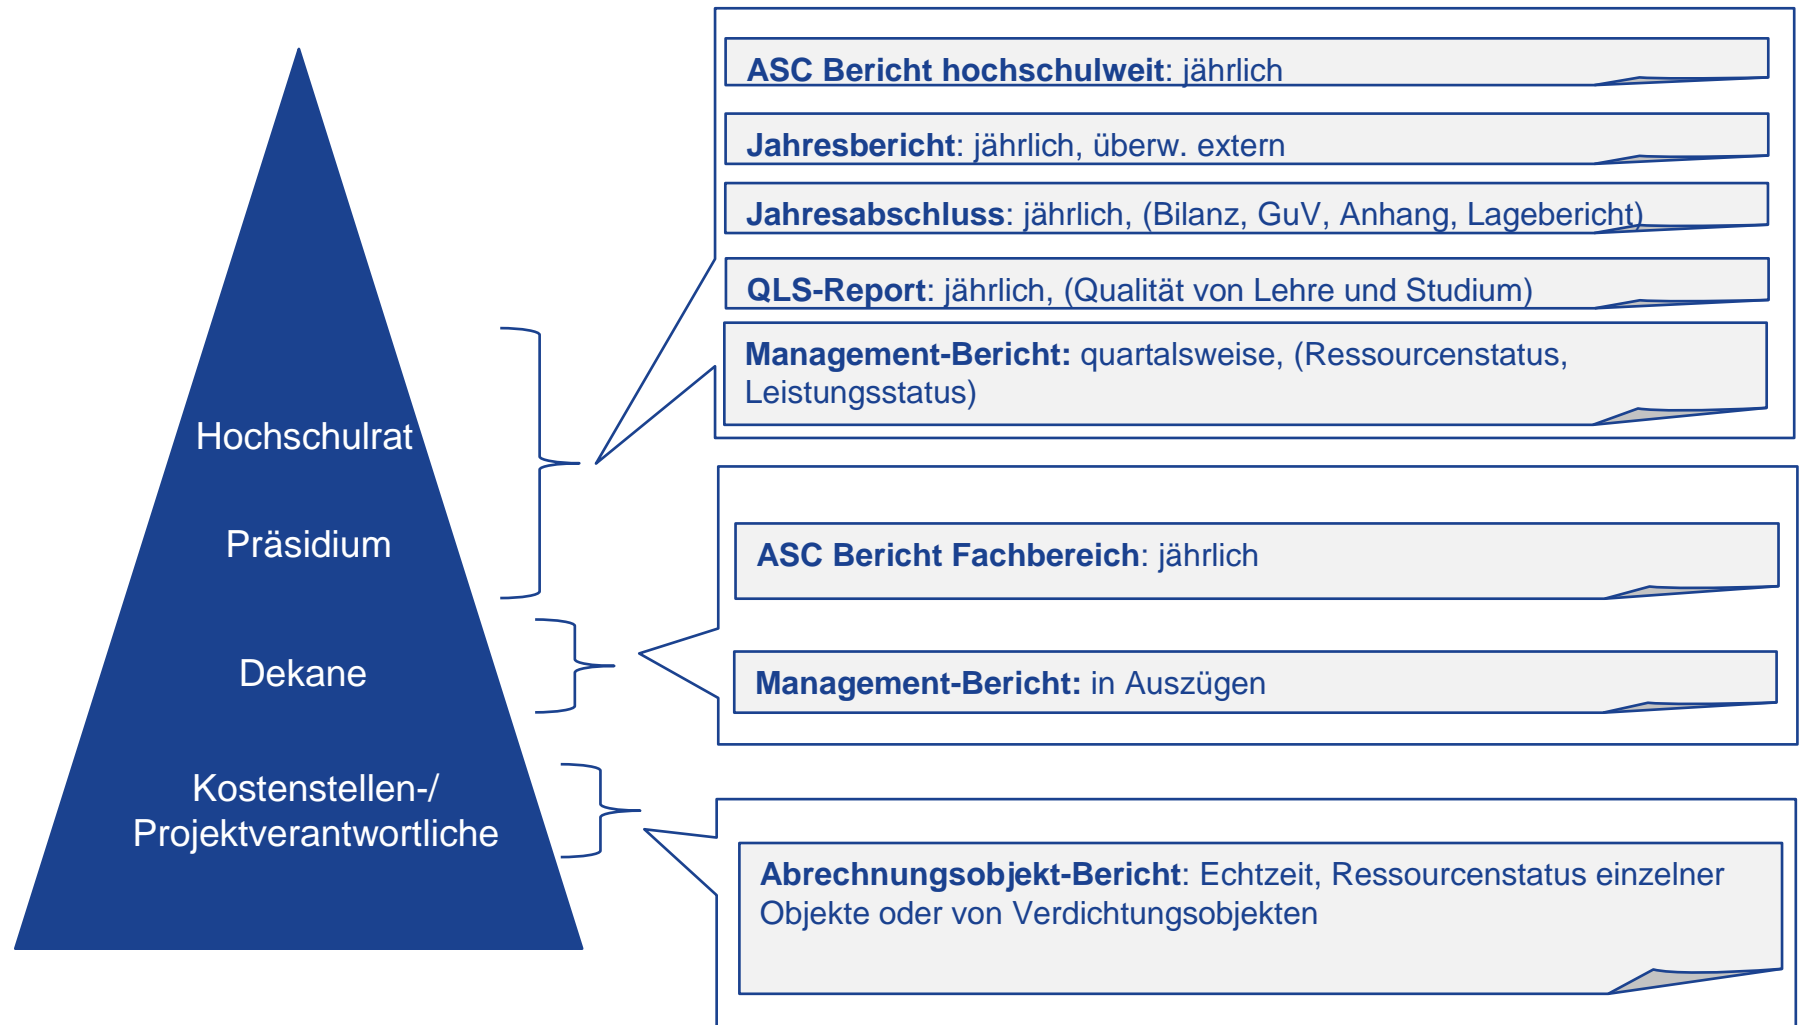 Hochschulrat
Präsidium
Dekane
Kostenstellen-/
Projektverantwortliche
ASC Bericht hochschulweit: jährlich
Jahresbericht: jährlich, überw. extern
Jahresabschluss: jährlich, (Bilanz, GuV, Anhang, Lagebericht)
QLS-Report: jährlich, (Qualität von Lehre und Studium)
Management-Bericht: quartalsweise, (Ressourcenstatus,
Leistungsstatus)
ASC Bericht Fachbereich: jährlich
Management-Bericht: in Auszügen
Abrechnungsobjekt-Bericht: Echtzeit, Ressourcenstatus einzelner
Objekte oder von Verdichtungsobjekten